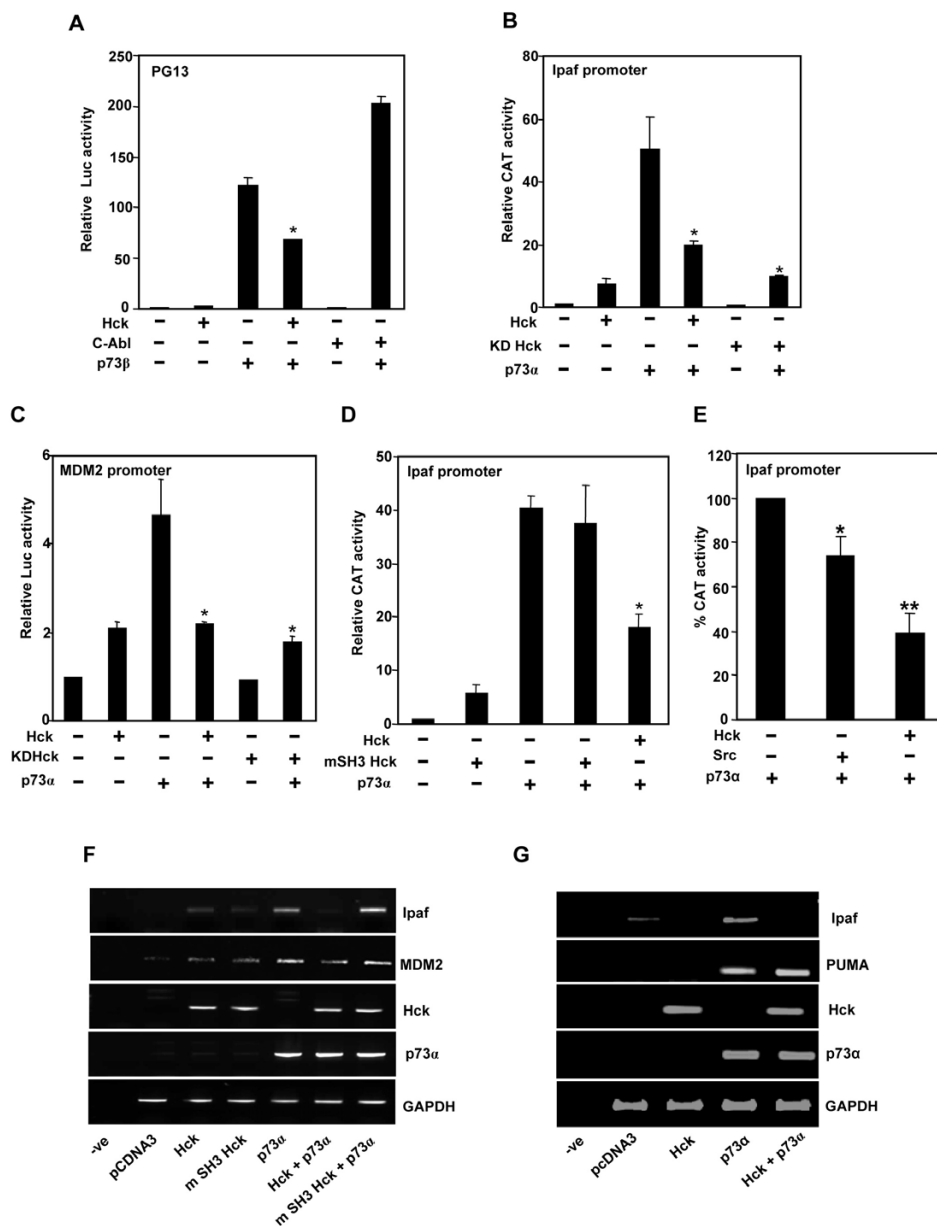 A
PG13
Relative Luc activity
250
200
150
100
50
0
Hck – + – + – –
C-Abl – – – – + +
p73β – – + + – +
B
Ipaf promoter
Relative CAT activity
80
60
40
20
0
*
*
*
Hck – + – + – –
KD Hck – – – – + +
p73α – – + + – +
C
MDM2 promoter
Relative Luc activity
6
4
2
0
*
*
Hck – + – + – –
KDHck – – – – + +
p73α – – + + – +
D
Ipaf promoter
Relative CAT activity
50
40
30
20
10
0
*
Hck – – – – +
mSH3 Hck – + – + –
p73α – – + + +
E
Ipaf promoter
% CAT activity
120
100
80
60
40
20
0
*
**
Hck – – +
Src – + –
p73α + + +
F
Ipaf
MDM2
Hck
p73α
GAPDH
-ve pCDNA3 Hck m SH3 Hck p73α Hck + p73α m SH3 Hck + p73α
G
Ipaf
PUMA
Hck
p73α
GAPDH
-ve pcDNA3 Hck p73α Hck + p73α